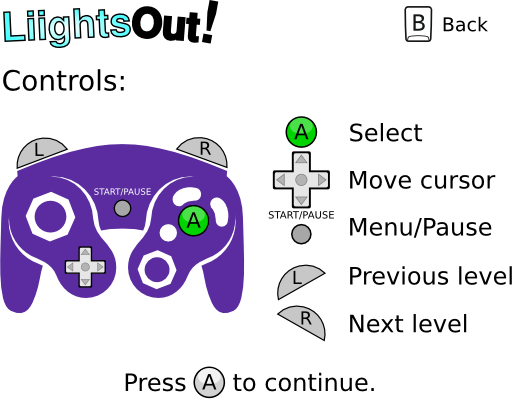 LiightsOut!
B Back
Controls:
L
R
START/PAUSE
A
A Select
Move cursor
START/PAUSE
Menu/Pause
L Previous level
R Next level
Press A to continue.